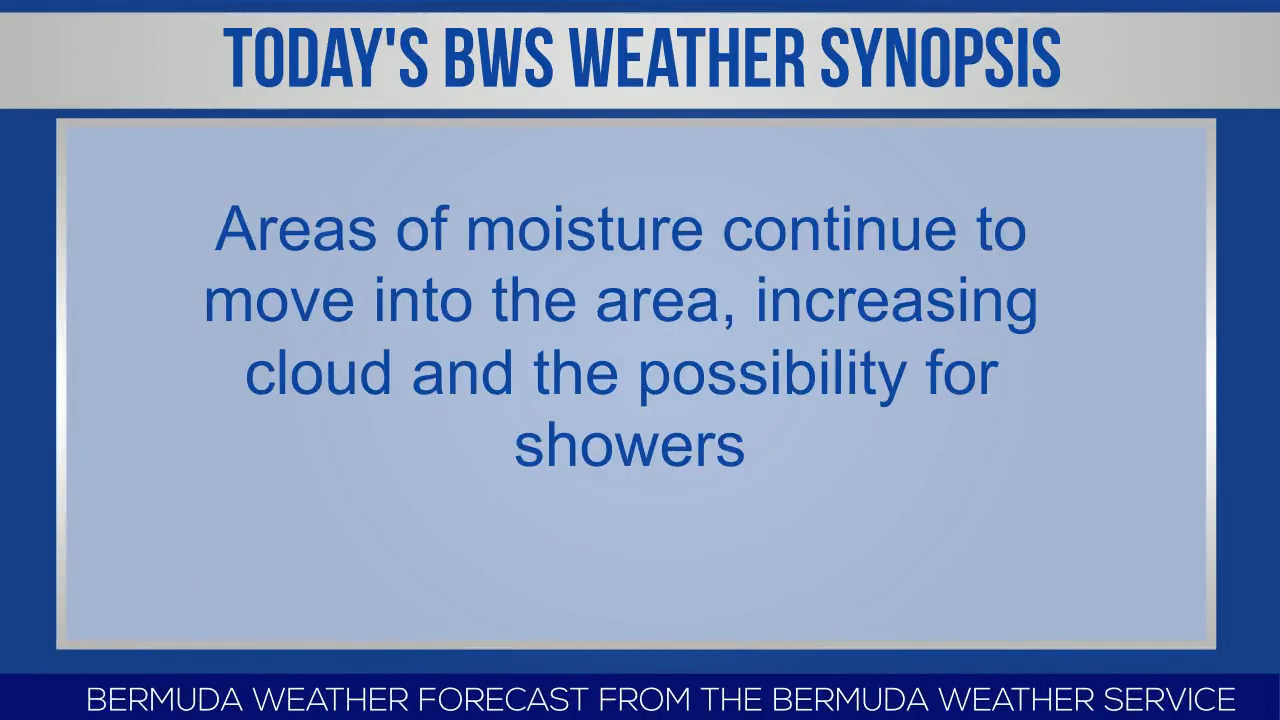 TODAY'S BWS WEATHER SYNOPSIS
Areas of moisture continue to
move into the area, increasing
cloud and the possibility for
showers
BERMUDA WEATHER FORECAST FROM THE BERMUDA WEATHER SERVICE